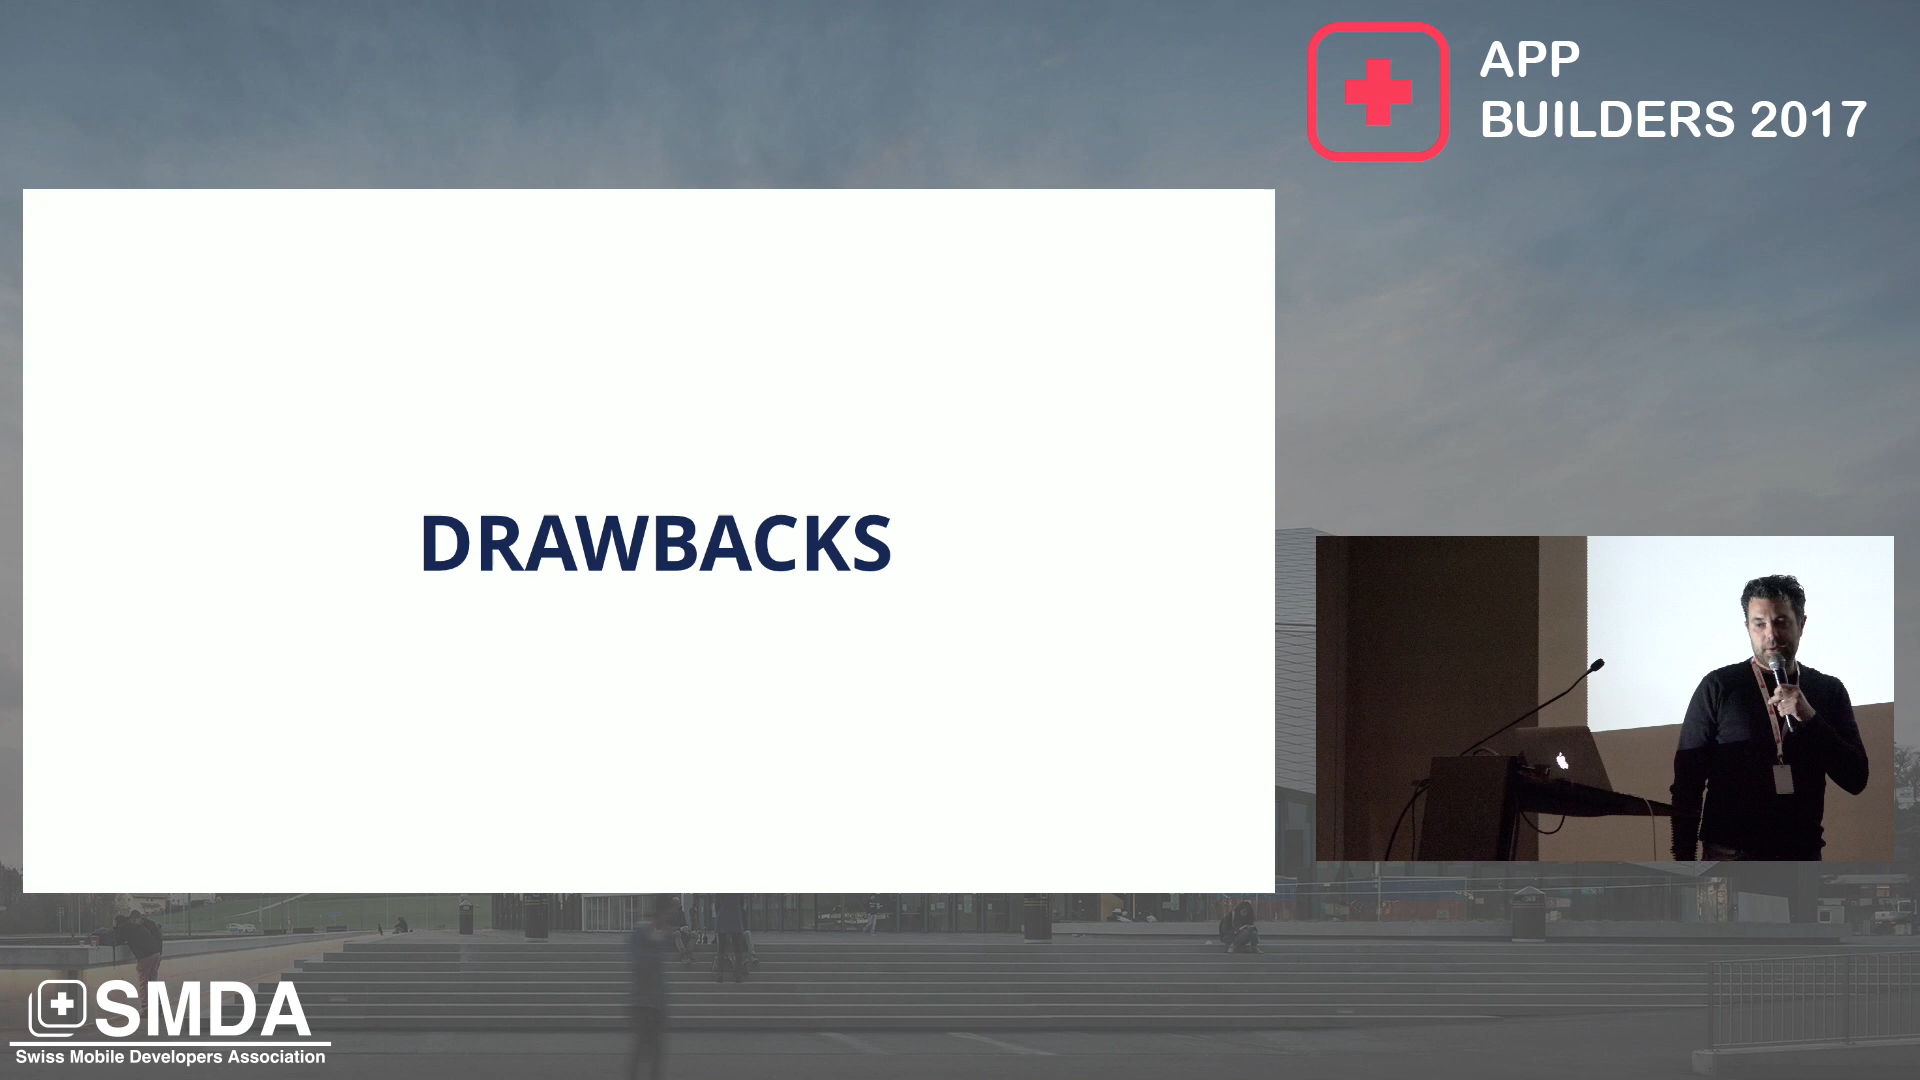 APP
BUILDERS 2017
DRAWBACKS
SMDA
Swiss Mobile Developers Association